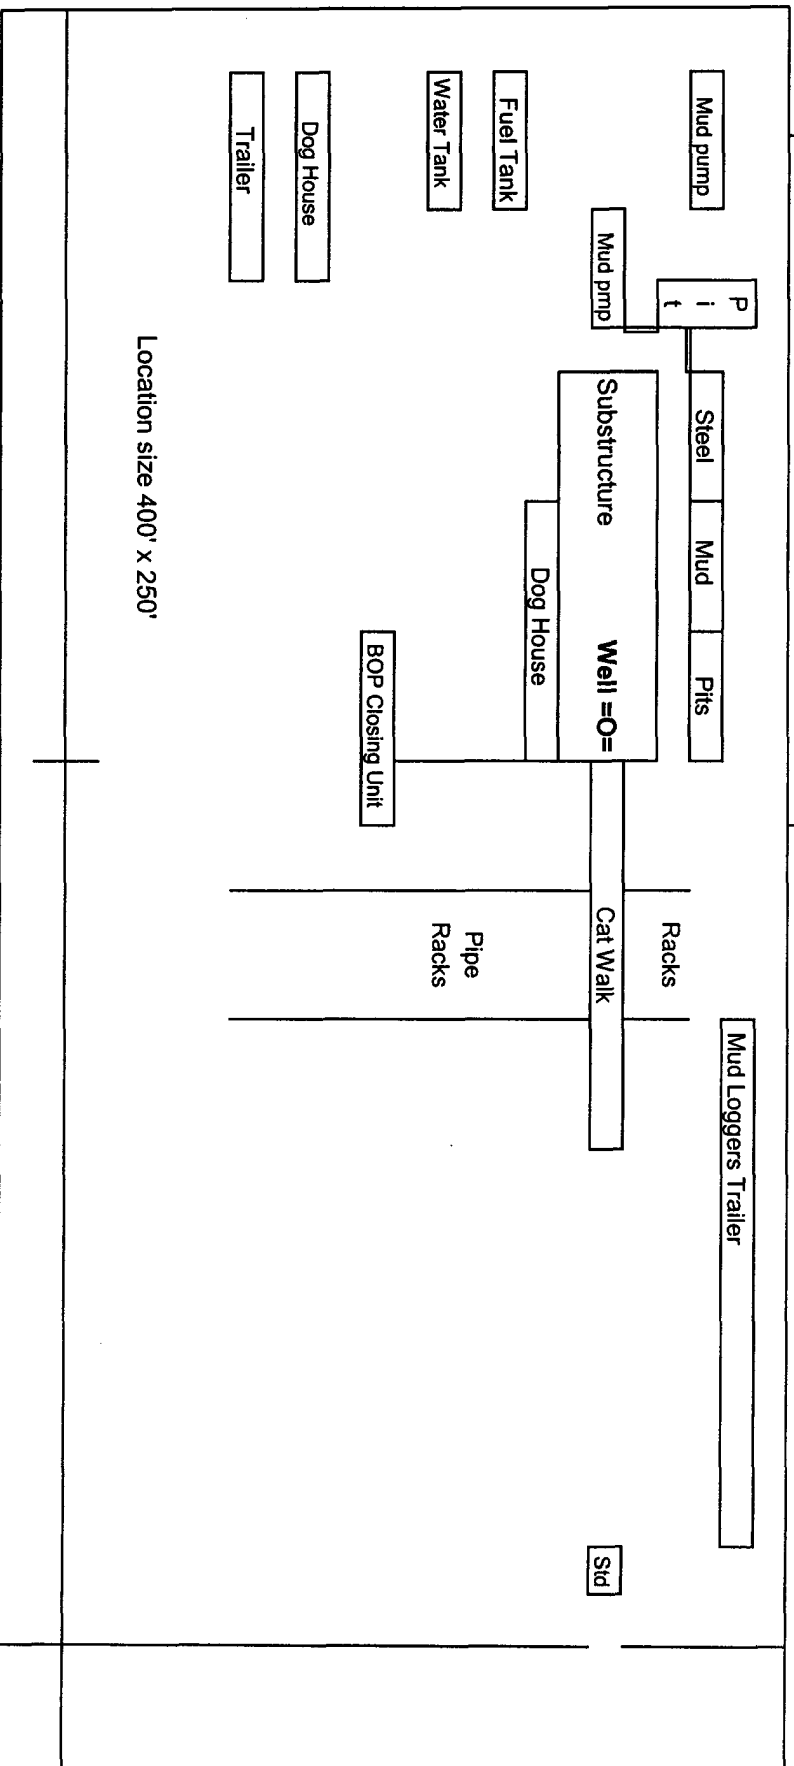 Mud pump
P
i
t
Steel
Mud
Pits
Mud Loggers Trailer
Racks
Mud pmp
Substructure
Well =O=
Cat Walk
Std
Fuel Tank
Dog House
Pipe
Racks
Water Tank
BOP Closing Unit
Dog House
Trailer
Location size 400' x 250'